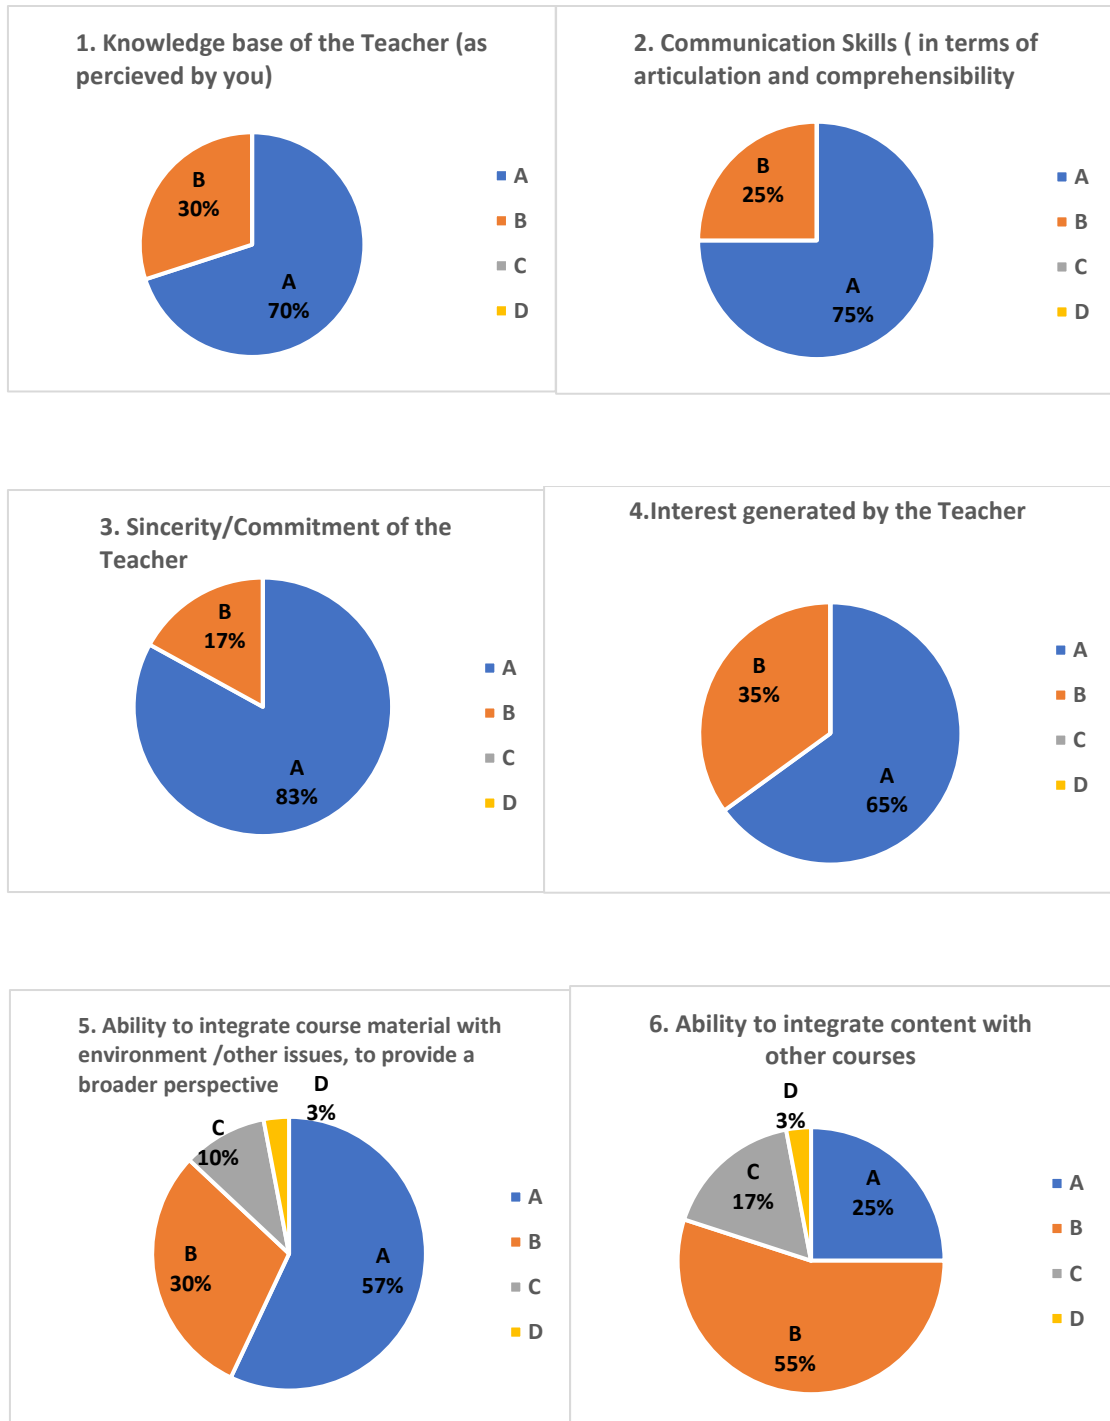 1. Knowledge base of the Teacher (as
percieved by you)
B
30%
A
70%
A
B
C
D
2. Communication Skills ( in terms of
articulation and comprehensibility
B
25%
A
75%
A
B
C
D
3. Sincerity/Commitment of the
Teacher
B
17%
A
83%
A
B
C
D
4.Interest generated by the Teacher
B
35%
A
65%
A
B
C
D
5. Ability to integrate course material with
environment /other issues, to provide a
broader perspective
D
3%
C
10%
B
30%
A
57%
A
B
C
D
6. Ability to integrate content with
other courses
D
3%
C
17%
A
25%
B
55%
A
B
C
D